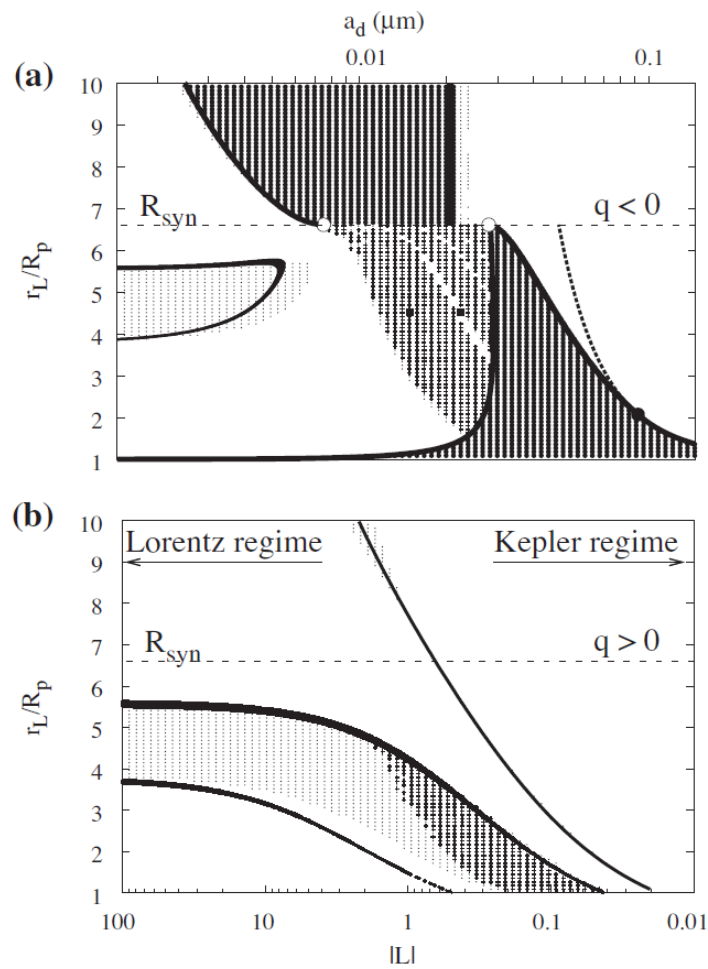 a_d (μm)
0.01 0.1
(a)
10
9
8
7
R_syn q < 0
6
r_L/R_p
5
4
3
2
1
(b)
10
Lorentz regime Kepler regime
9
8
7
R_syn q > 0
6
r_L/R_p
5
4
3
2
1
100 10 1 0.1 0.01
|L|